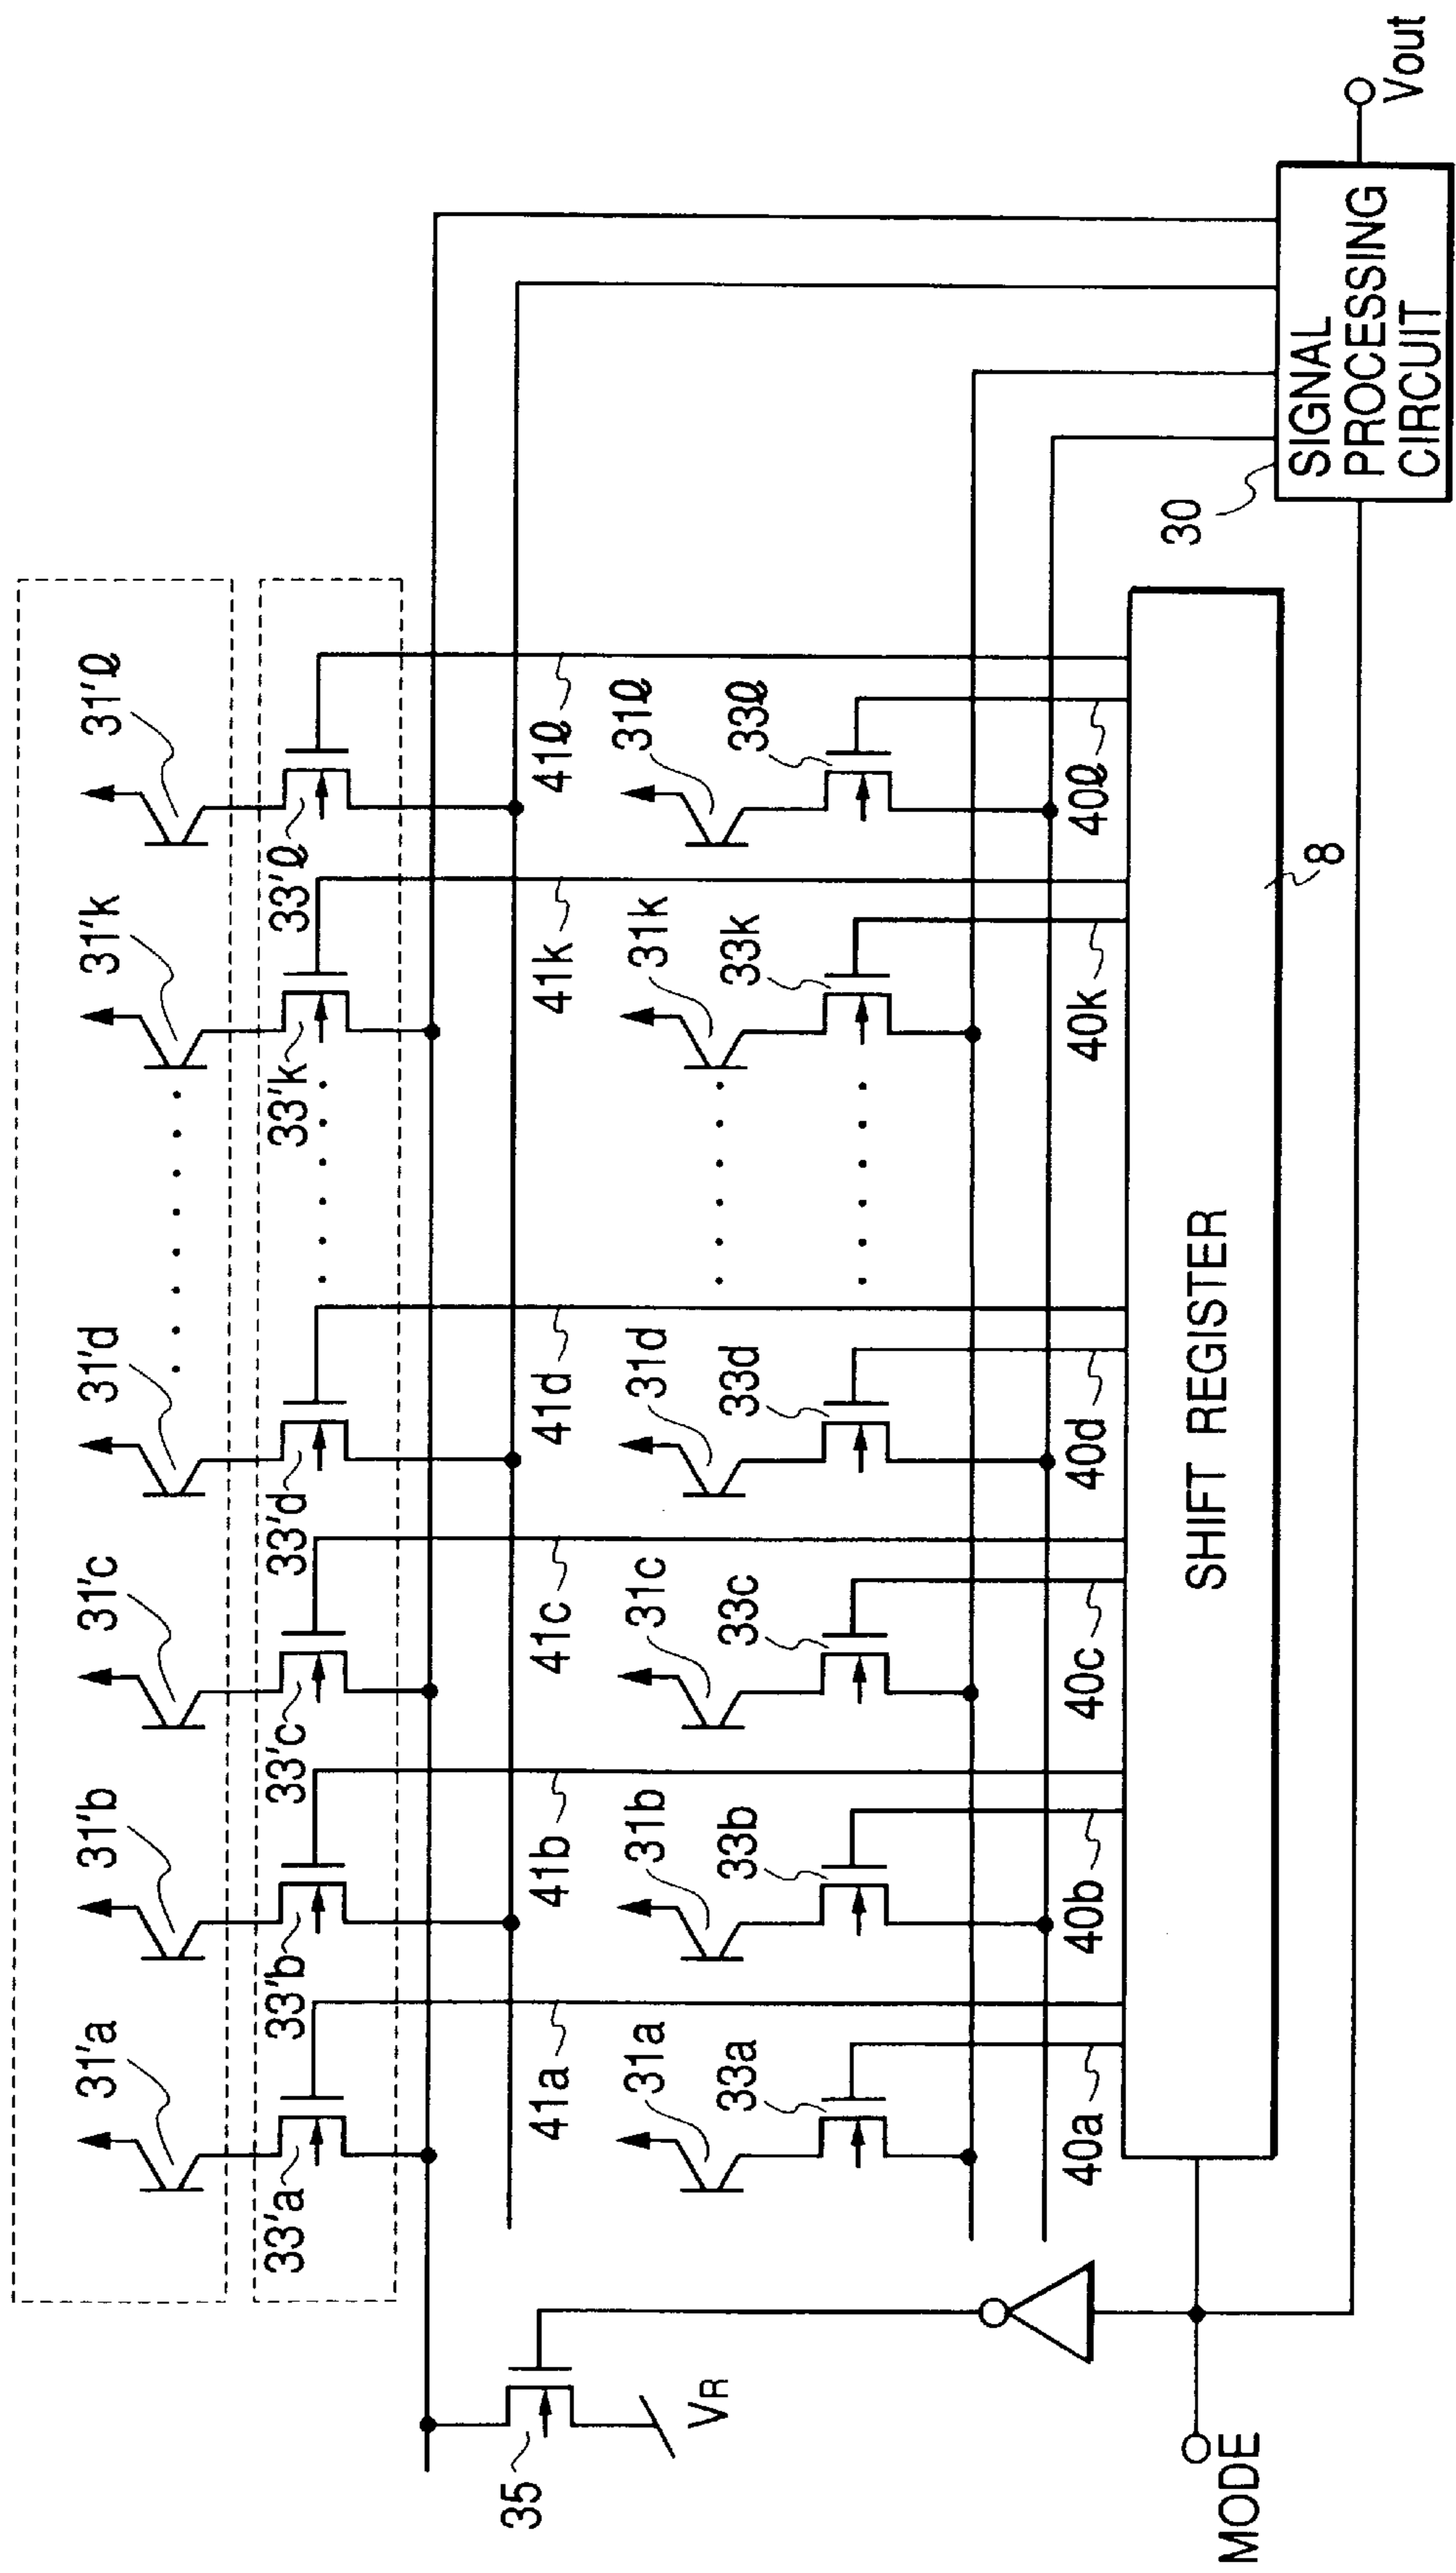 31'a
31'b
31'c
31'd
31'k
31'ℓ
33'a
33'b
33'c
33'd
33'k
33'ℓ
35
VR
41a
41b
41c
41d
41k
41ℓ
31a
31b
31c
31d
31k
31ℓ
33a
33b
33c
33d
33k
33ℓ
40a
40b
40c
40d
40k
40ℓ
MODE
SHIFT REGISTER
8
30
SIGNAL
PROCESSING
CIRCUIT
Vout